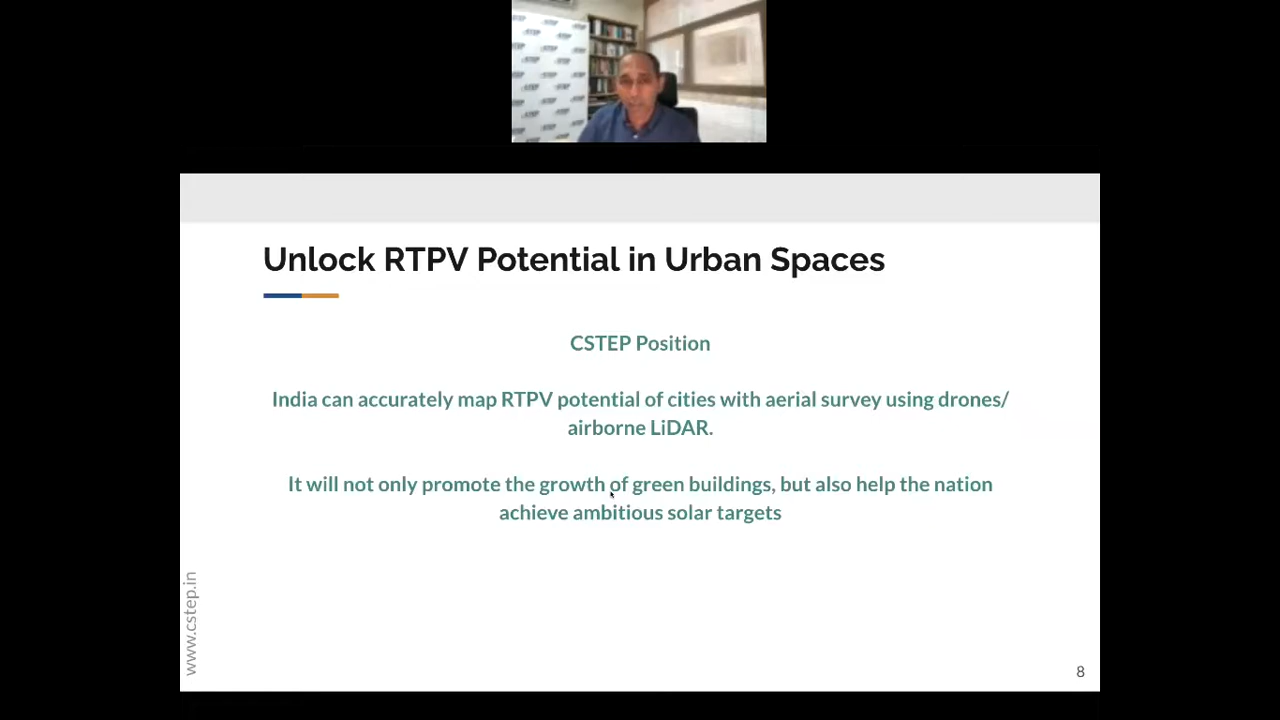 Unlock RTPV Potential in Urban Spaces
CSTEP Position
India can accurately map RTPV potential of cities with aerial survey using drones/
airborne LiDAR.
It will not only promote the growth of green buildings, but also help the nation
achieve ambitious solar targets
www.cstep.in
8